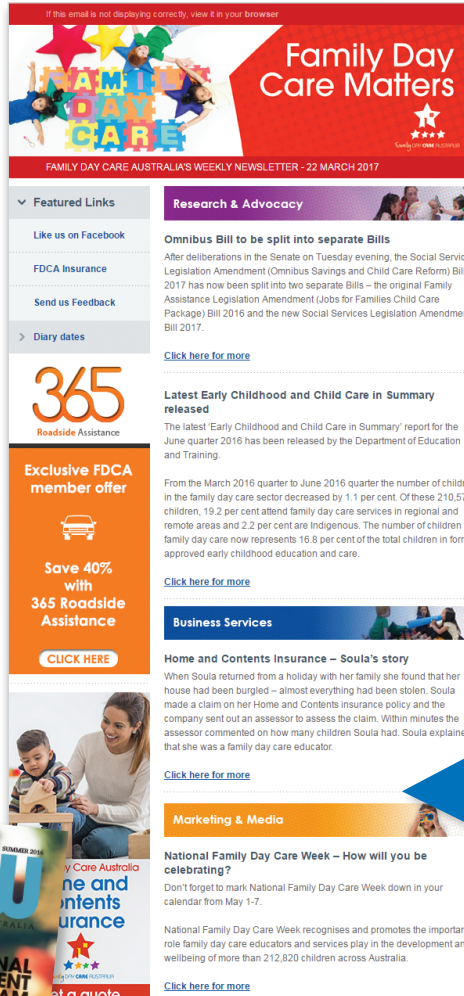 If this email is not displaying correctly, view it in your browser
FAMILY
DAY
CARE
Family Day
Care Matters
Family DAY CARE AUSTRALIA
FAMILY DAY CARE AUSTRALIA'S WEEKLY NEWSLETTER - 22 MARCH 2017
Featured Links
Like us on Facebook
FDCA Insurance
Send us Feedback
Diary dates
365
Roadside Assistance
Exclusive FDCA
member offer
Save 40%
with
365 Roadside
Assistance
CLICK HERE
SUMMER 2016
Care Australia
Research & Advocacy
Omnibus Bill to be split into separate Bills
After deliberations in the Senate on Tuesday evening, the Social
Legislation Amendment (Omnibus Savings and Child Care Reform)
2017 has now been split into two separate Bills – the original Family
Assistance Legislation Amendment (Jobs for Families Child Care
Package) Bill 2016 and the new Social Services Legislation
Bill 2017.
Click here for more
Latest Early Childhood and Child Care in Summary
released
The latest 'Early Childhood and Child Care in Summary' report for the
June quarter 2016 has been released by the Department of Education
and Training.
From the March 2016 quarter to June 2016 quarter the number of
in the family day care sector decreased by 1.1 per cent. Of these
children, 19.2 per cent attend family day care services in regional and
remote areas and 2.2 per cent are Indigenous. The number of children
family day care now represents 16.8 per cent of the total children in
approved early childhood education and care.
Click here for more
Business Services
Home and Contents Insurance – Soula's story
When Soula returned from a holiday with her family she found that her
house had been burgled – almost everything had been stolen. Soula
made a claim on her Home and Contents insurance policy and the
company sent out an assessor to assess the claim. Within minutes the
assessor commented on how many children Soula had. Soula
that she was a family day care educator.
Click here for more
Marketing & Media
National Family Day Care Week – How will you be
celebrating?
Don't forget to mark National Family Day Care Week down in your
calendar from May 1-7.
National Family Day Care Week recognises and promotes the
role family day care educators and services play in the development
wellbeing of more than 212,820 children across Australia.
Click here for more